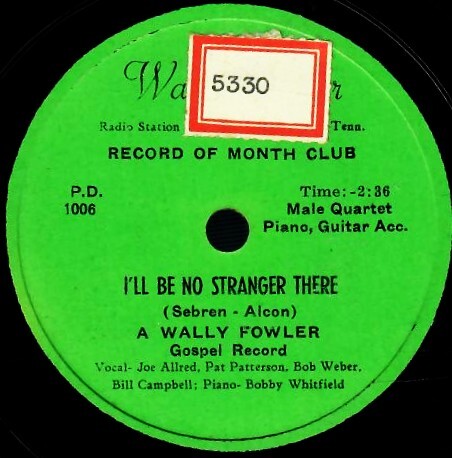 5330
Radio Station Tenn.
RECORD OF MONTH CLUB
P.D.
1006
Time:-2:36
Male Quartet
Piano, Guitar Acc.
I'LL BE NO STRANGER THERE
(Sebren - Alcon)
A WALLY FOWLER
Gospel Record
Vocal- Joe Allred, Pat Patterson, Bob Weber,
Bill Campbell; Piano- Bobby Whitfield